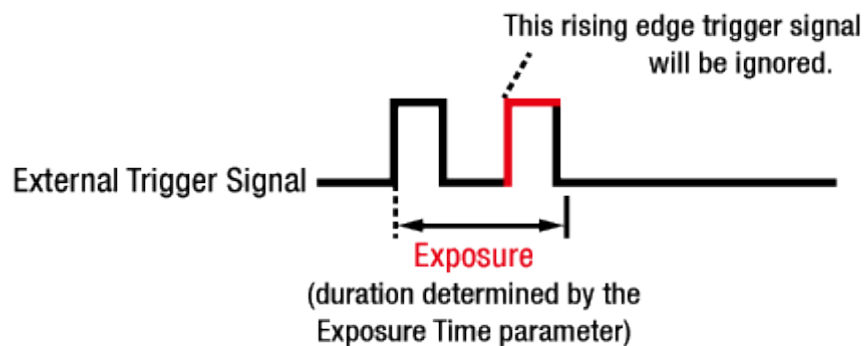 This rising edge trigger signal
will be ignored.
External Trigger Signal
Exposure
(duration determined by the
Exposure Time parameter)